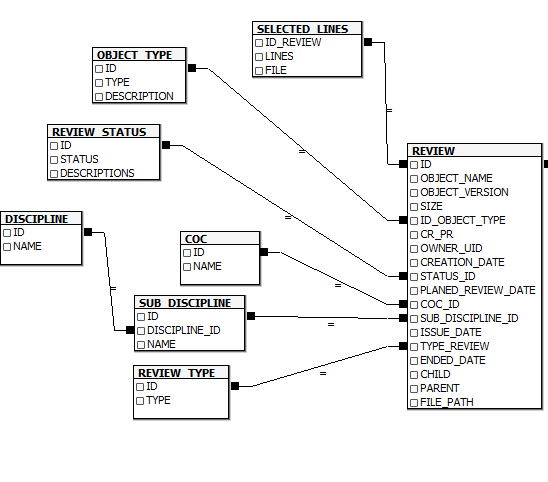 SELECTED_LINES
ID_REVIEW
LINES
FILE
OBJECT_TYPE
ID
TYPE
DESCRIPTION
REVIEW_STATUS
ID
STATUS
DESCRIPTIONS
DISCIPLINE
ID
NAME
COC
ID
NAME
SUB_DISCIPLINE
ID
DISCIPLINE_ID
NAME
REVIEW_TYPE
ID
TYPE
REVIEW
ID
OBJECT_NAME
OBJECT_VERSION
SIZE
ID_OBJECT_TYPE
CR_PR
OWNER_UID
CREATION_DATE
STATUS_ID
PLANED_REVIEW_DATE
COC_ID
SUB_DISCIPLINE_ID
ISSUE_DATE
TYPE_REVIEW
ENDED_DATE
CHILD
PARENT
FILE_PATH
=
=
=
=
=
=
=